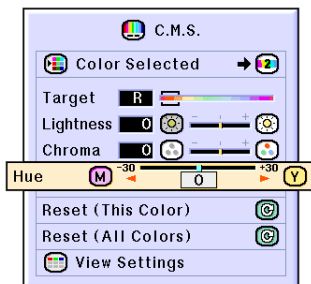 C.M.S.
Color Selected 2
Target R
Lightness 0 - +
Chroma 0 - +
Hue M -30 0 +30 Y
Reset (This Color)
Reset (All Colors)
View Settings